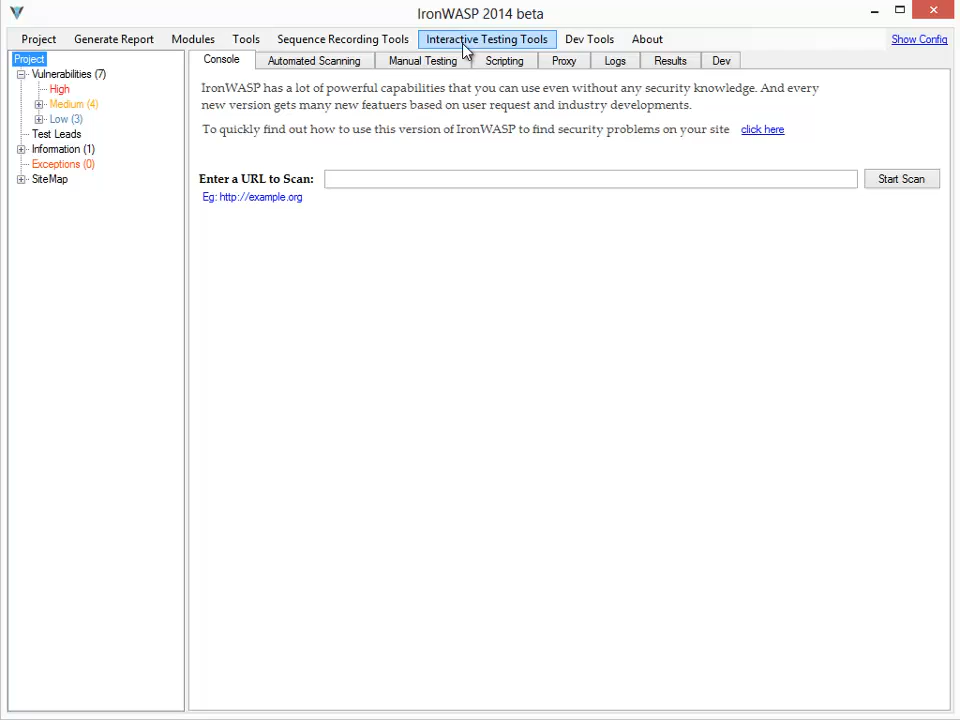 IronWASP 2014 beta
Project Generate Report Modules Tools Sequence Recording Tools Interactive Testing Tools Dev Tools About Show Config
Project
Vulnerabilities (7)
High
Medium (4)
Low (3)
Test Leads
Information (1)
Exceptions (0)
SiteMap
Console Automated Scanning Manual Testing Scripting Proxy Logs Results Dev
IronWASP has a lot of powerful capabilities that you can use even without any security knowledge. And every
new version gets many new featuers based on user request and industry developments.
To quickly find out how to use this version of IronWASP to find security problems on your site click here
Enter a URL to Scan: Start Scan
Eg: http://example.org